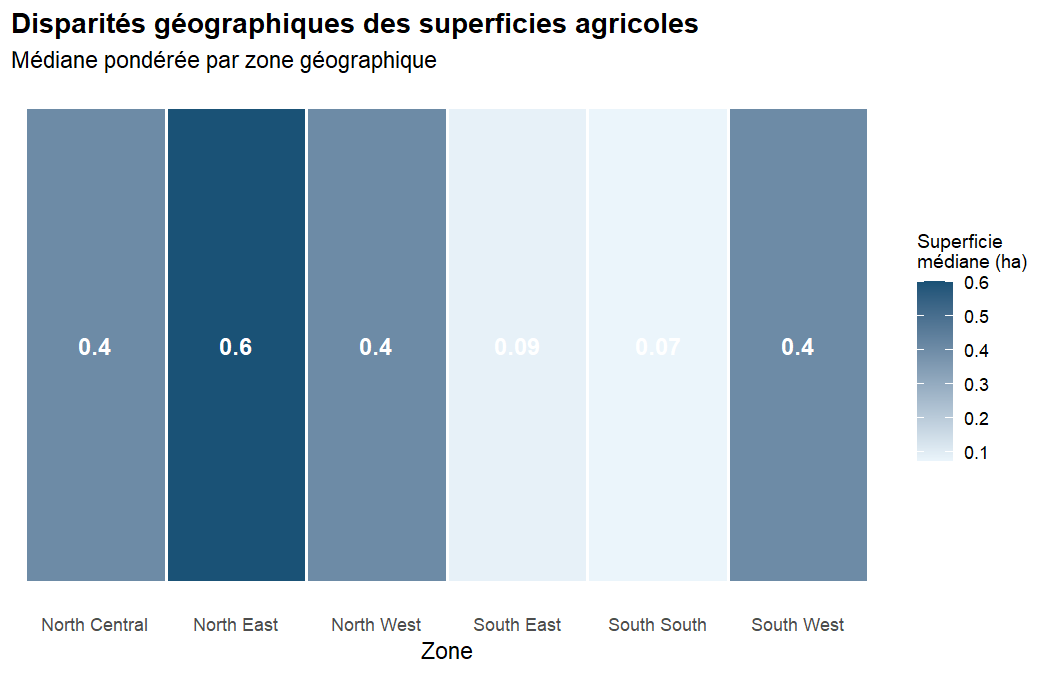 Disparités géographiques des superficies agricoles
Médiane pondérée par zone géographique
0.4
0.6
0.4
0.09
0.07
0.4
North Central
North East
North West
South East
South South
South West
Zone
Superficie
médiane (ha)
0.6
0.5
0.4
0.3
0.2
0.1